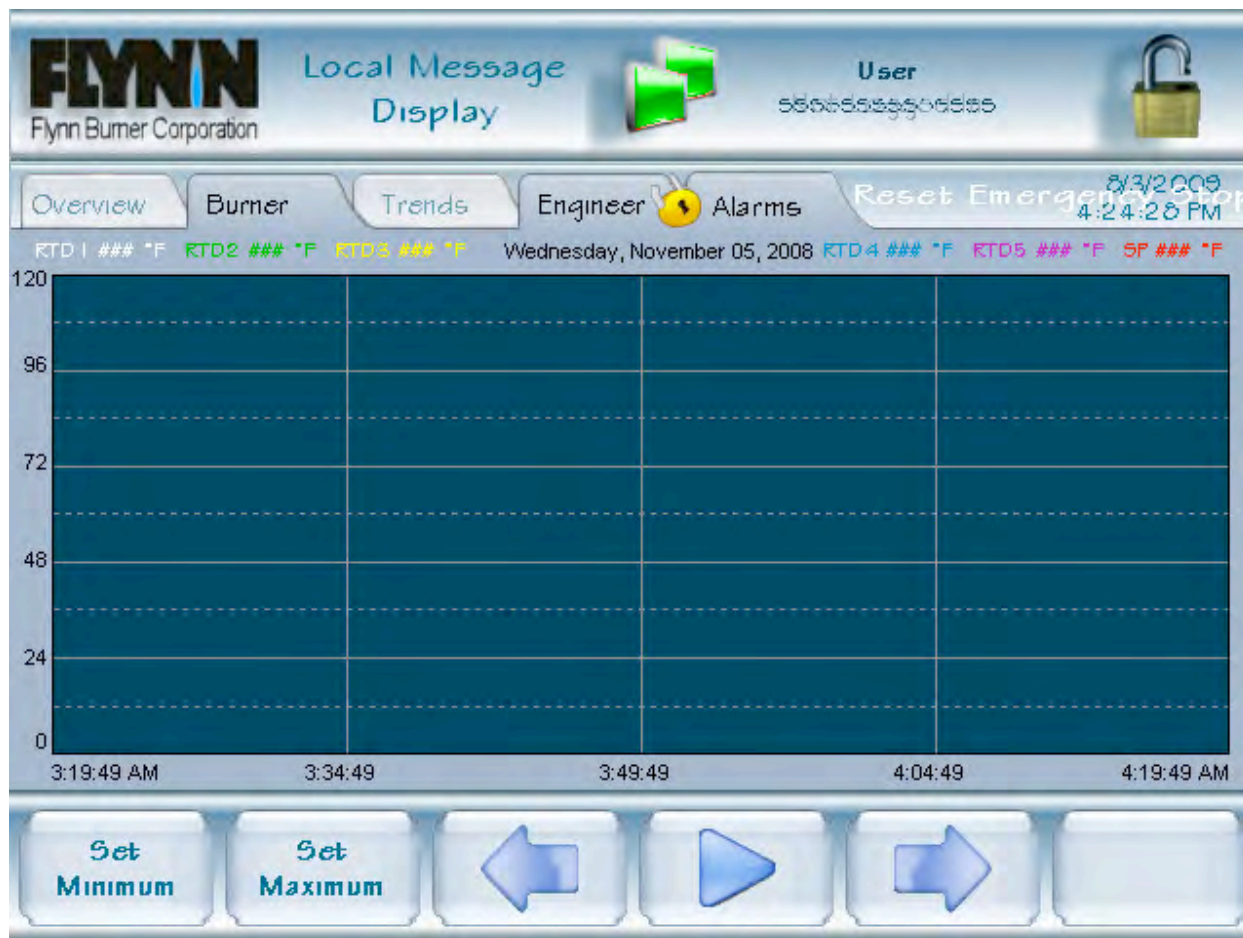 FLYNN
Flynn Burner Corporation
Local Message
Display
User
Overview
Burner
Trends
Engineer
Alarms
Reset Emergency Stop
8/3/2009
4:24:28 PM
RTD1 ### °F RTD2 ### °F RTD3 ### °F Wednesday, November 05, 2008 RTD4 ### °F RTD5 ### °F SP ### °F
120
96
72
48
24
0
3:19:49 AM 3:34:49 3:49:49 4:04:49 4:19:49 AM
Set
Minimum
Set
Maximum